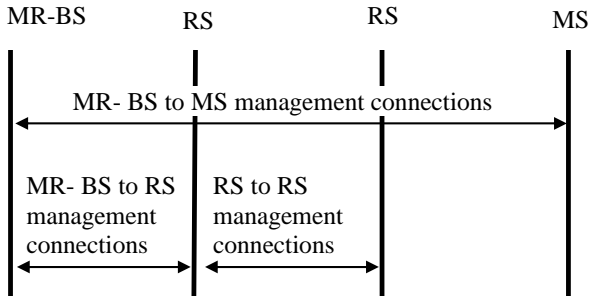 MR-BS RS RS MS
MR- BS to MS management connections
MR- BS to RS
management
connections
RS to RS
management
connections